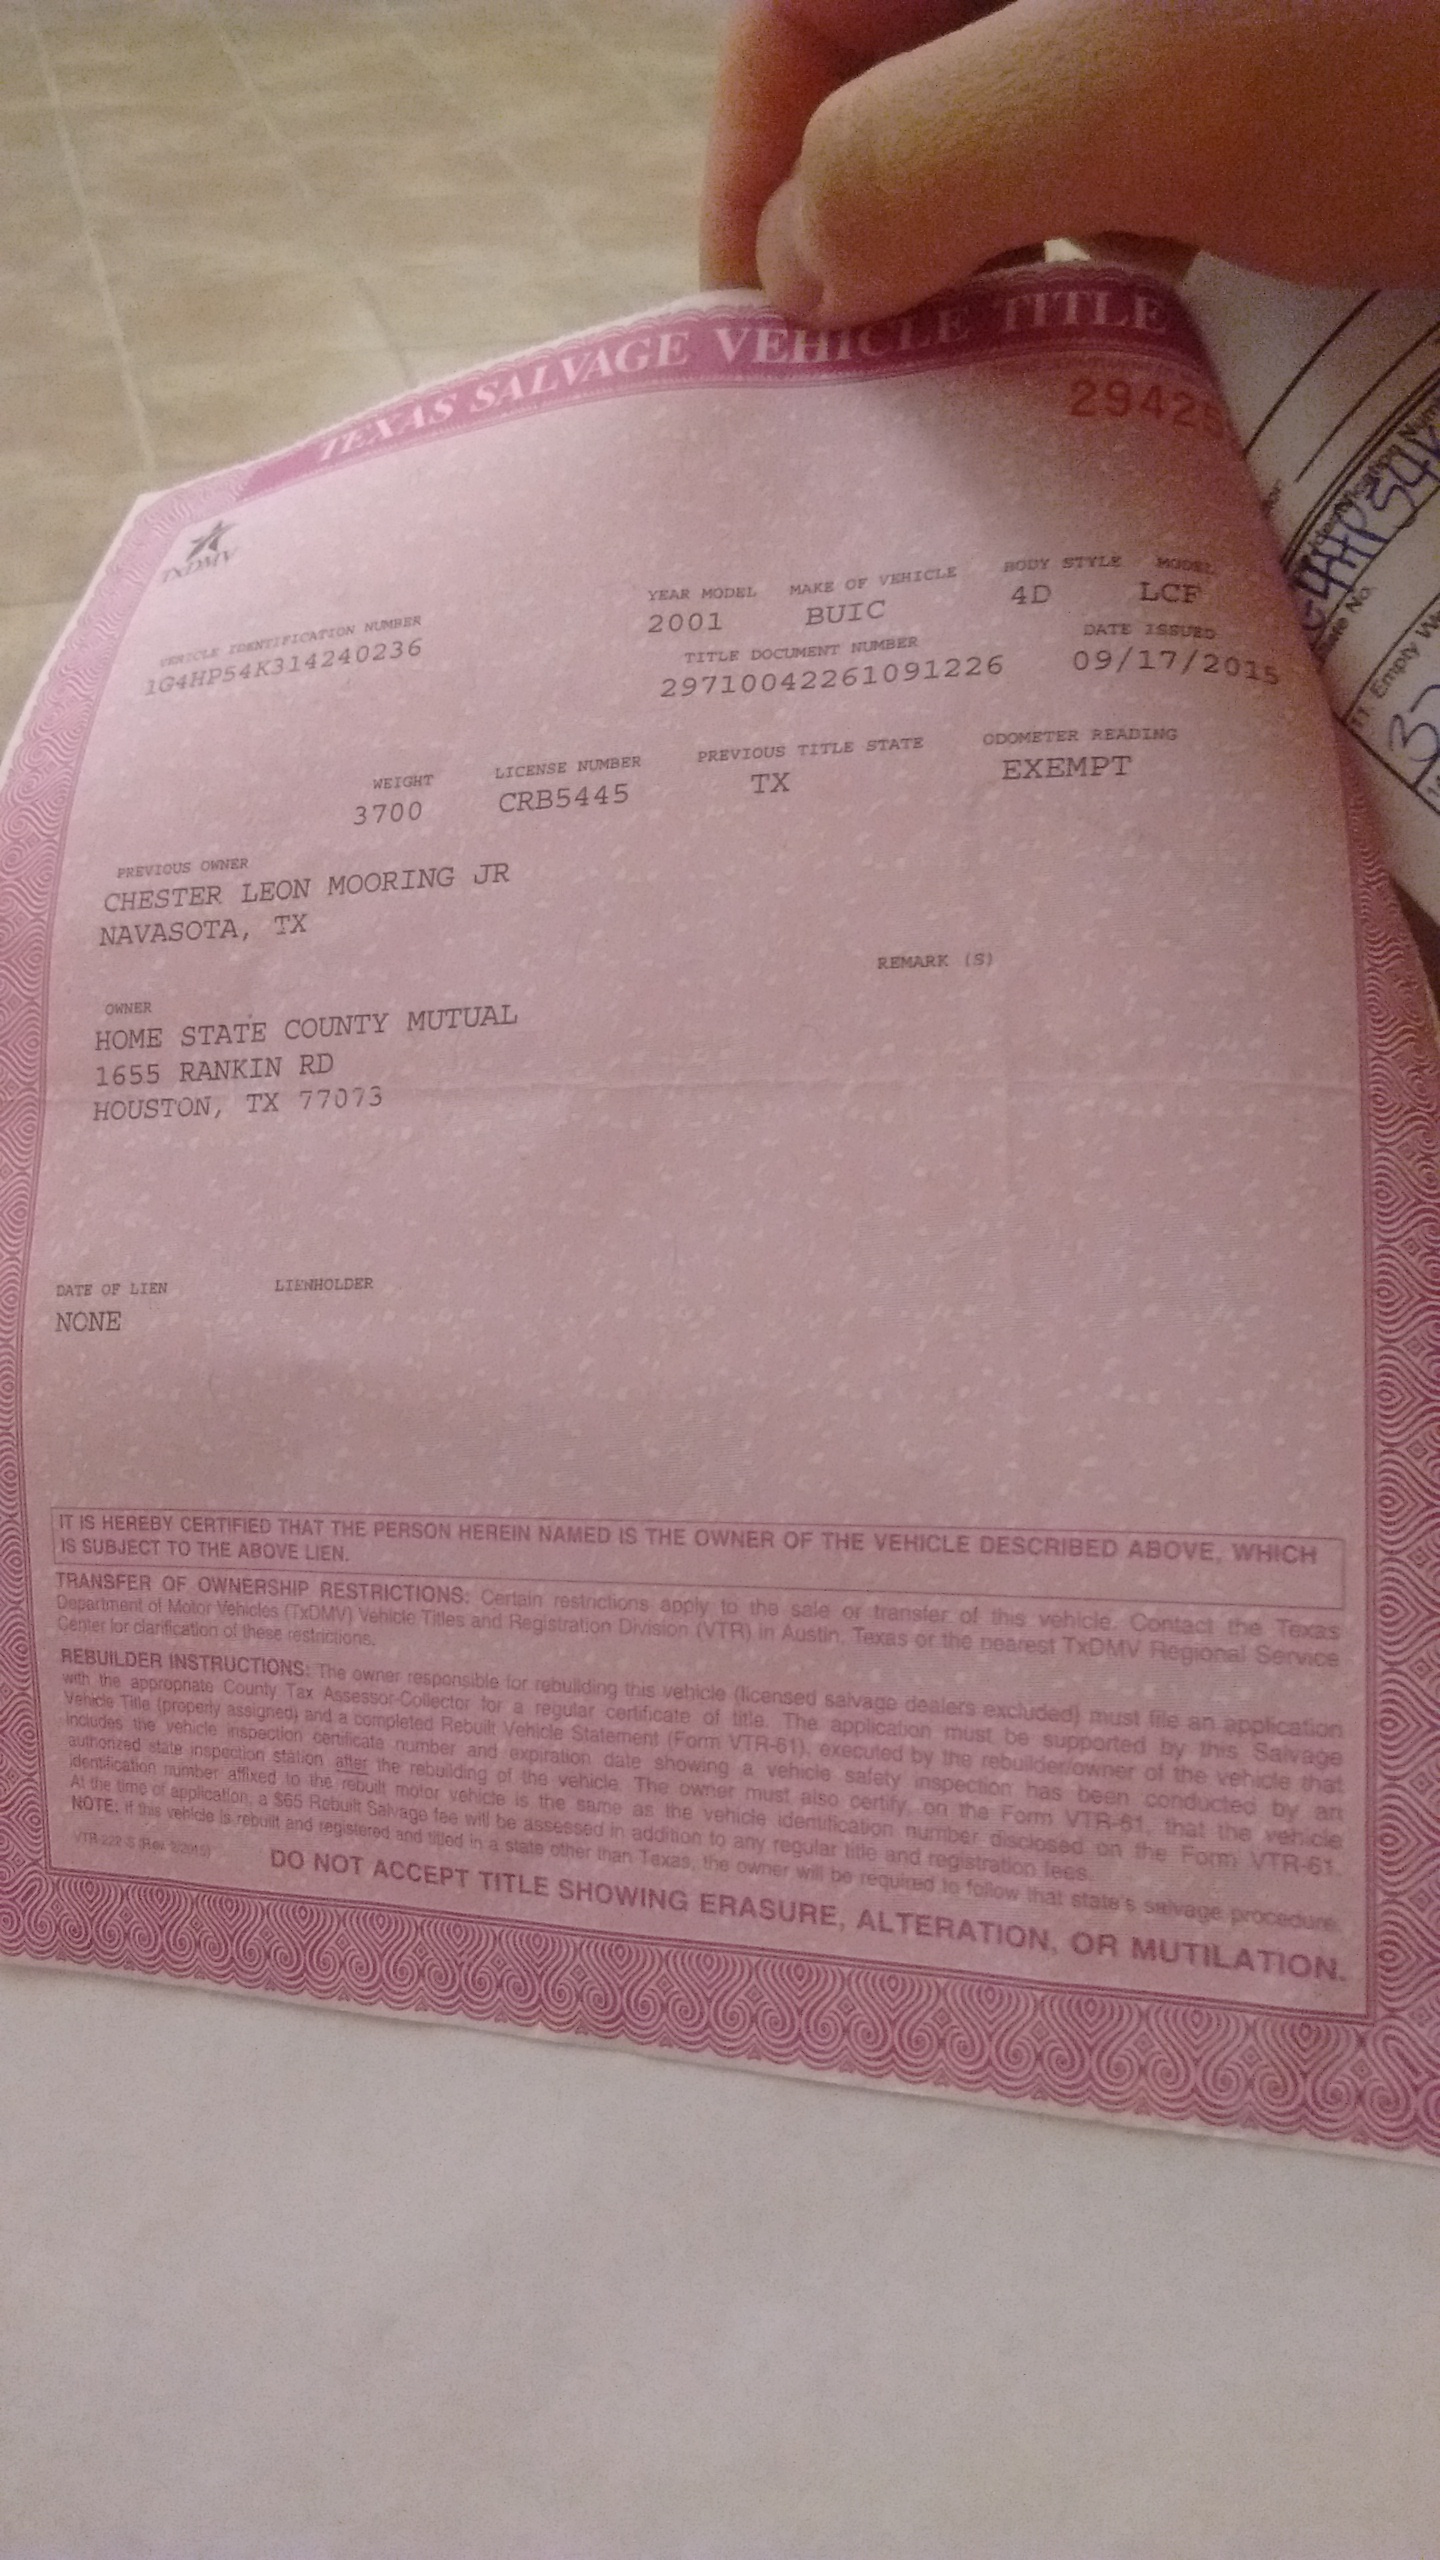 TEXAS SALVAGE VEHICLE TITLE
29425
TxDMV
VEHICLE IDENTIFICATION NUMBER
1G4HP54K314240236
YEAR MODEL MAKE OF VEHICLE BODY STYLE MODEL
2001 BUIC 4D LCF
TITLE DOCUMENT NUMBER DATE ISSUED
29710042261091226 09/17/2015
WEIGHT LICENSE NUMBER PREVIOUS TITLE STATE ODOMETER READING
3700 CRB5445 TX EXEMPT
PREVIOUS OWNER
CHESTER LEON MOORING JR
NAVASOTA, TX
REMARK (S)
OWNER
HOME STATE COUNTY MUTUAL
1655 RANKIN RD
HOUSTON, TX 77073
DATE OF LIEN LIENHOLDER
NONE
IT IS HEREBY CERTIFIED THAT THE PERSON HEREIN NAMED IS THE OWNER OF THE VEHICLE DESCRIBED ABOVE, WHICH
IS SUBJECT TO THE ABOVE LIEN.
TRANSFER OF OWNERSHIP RESTRICTIONS: Certain restrictions apply to the sale or transfer of this vehicle. Contact the Texas
Department of Motor Vehicles (TxDMV) Vehicle Titles and Registration Division (VTR) in Austin, Texas or the nearest TxDMV Regional Service
Center for clarification of these restrictions.
REBUILDER INSTRUCTIONS: The owner responsible for rebuilding this vehicle (licensed salvage dealers excluded) must file an application
with the appropriate County Tax Assessor-Collector for a regular certificate of title. The application must be supported by this Salvage
Vehicle Title (properly assigned) and a completed Rebuilt Vehicle Statement (Form VTR-61), executed by the rebuilder/owner of the vehicle that
includes the vehicle inspection certificate number and expiration date showing a vehicle safety inspection has been conducted by an
authorized state inspection station after the rebuilding of the vehicle. The owner must also certify, on the Form VTR-61, that the vehicle
identification number affixed to the rebuilt motor vehicle is the same as the vehicle identification number disclosed on the Form VTR-61.
At the time of application, a $65 Rebuilt Salvage fee will be assessed in addition to any regular title and registration fees.
NOTE: If this vehicle is rebuilt and registered and titled in a state other than Texas, the owner will be required to follow that state's salvage procedure.
VTR-222-S (Rev. 2/2015)
DO NOT ACCEPT TITLE SHOWING ERASURE, ALTERATION, OR MUTILATION.
Identification Num
G4HP54K
ate No.
11 Empty We
37